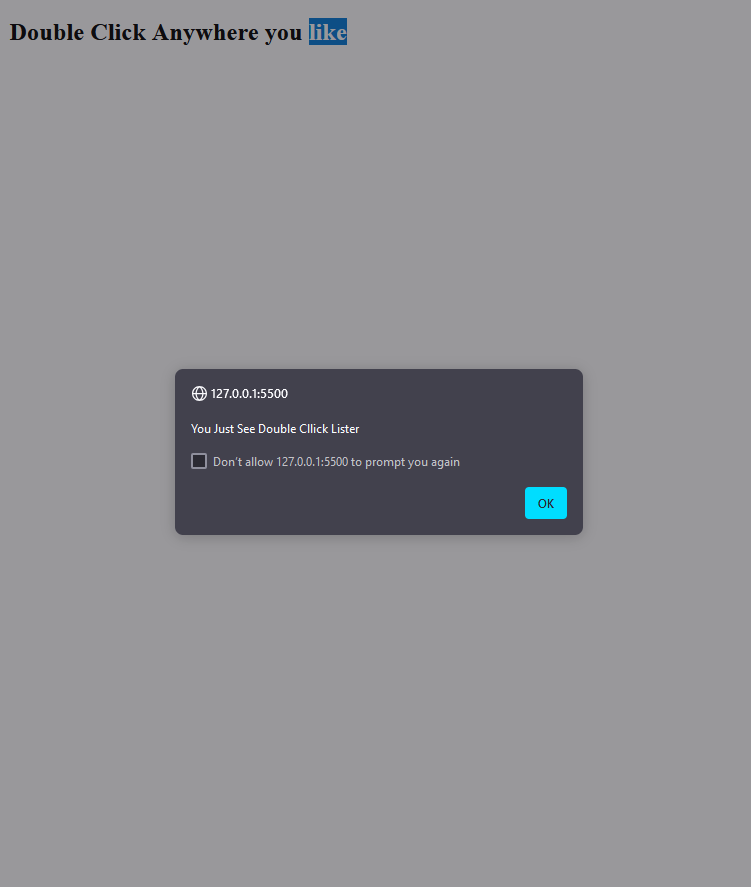 Double Click Anywhere you like
127.0.0.1:5500
You Just See Double Cllick Lister
Don't allow 127.0.0.1:5500 to prompt you again
OK